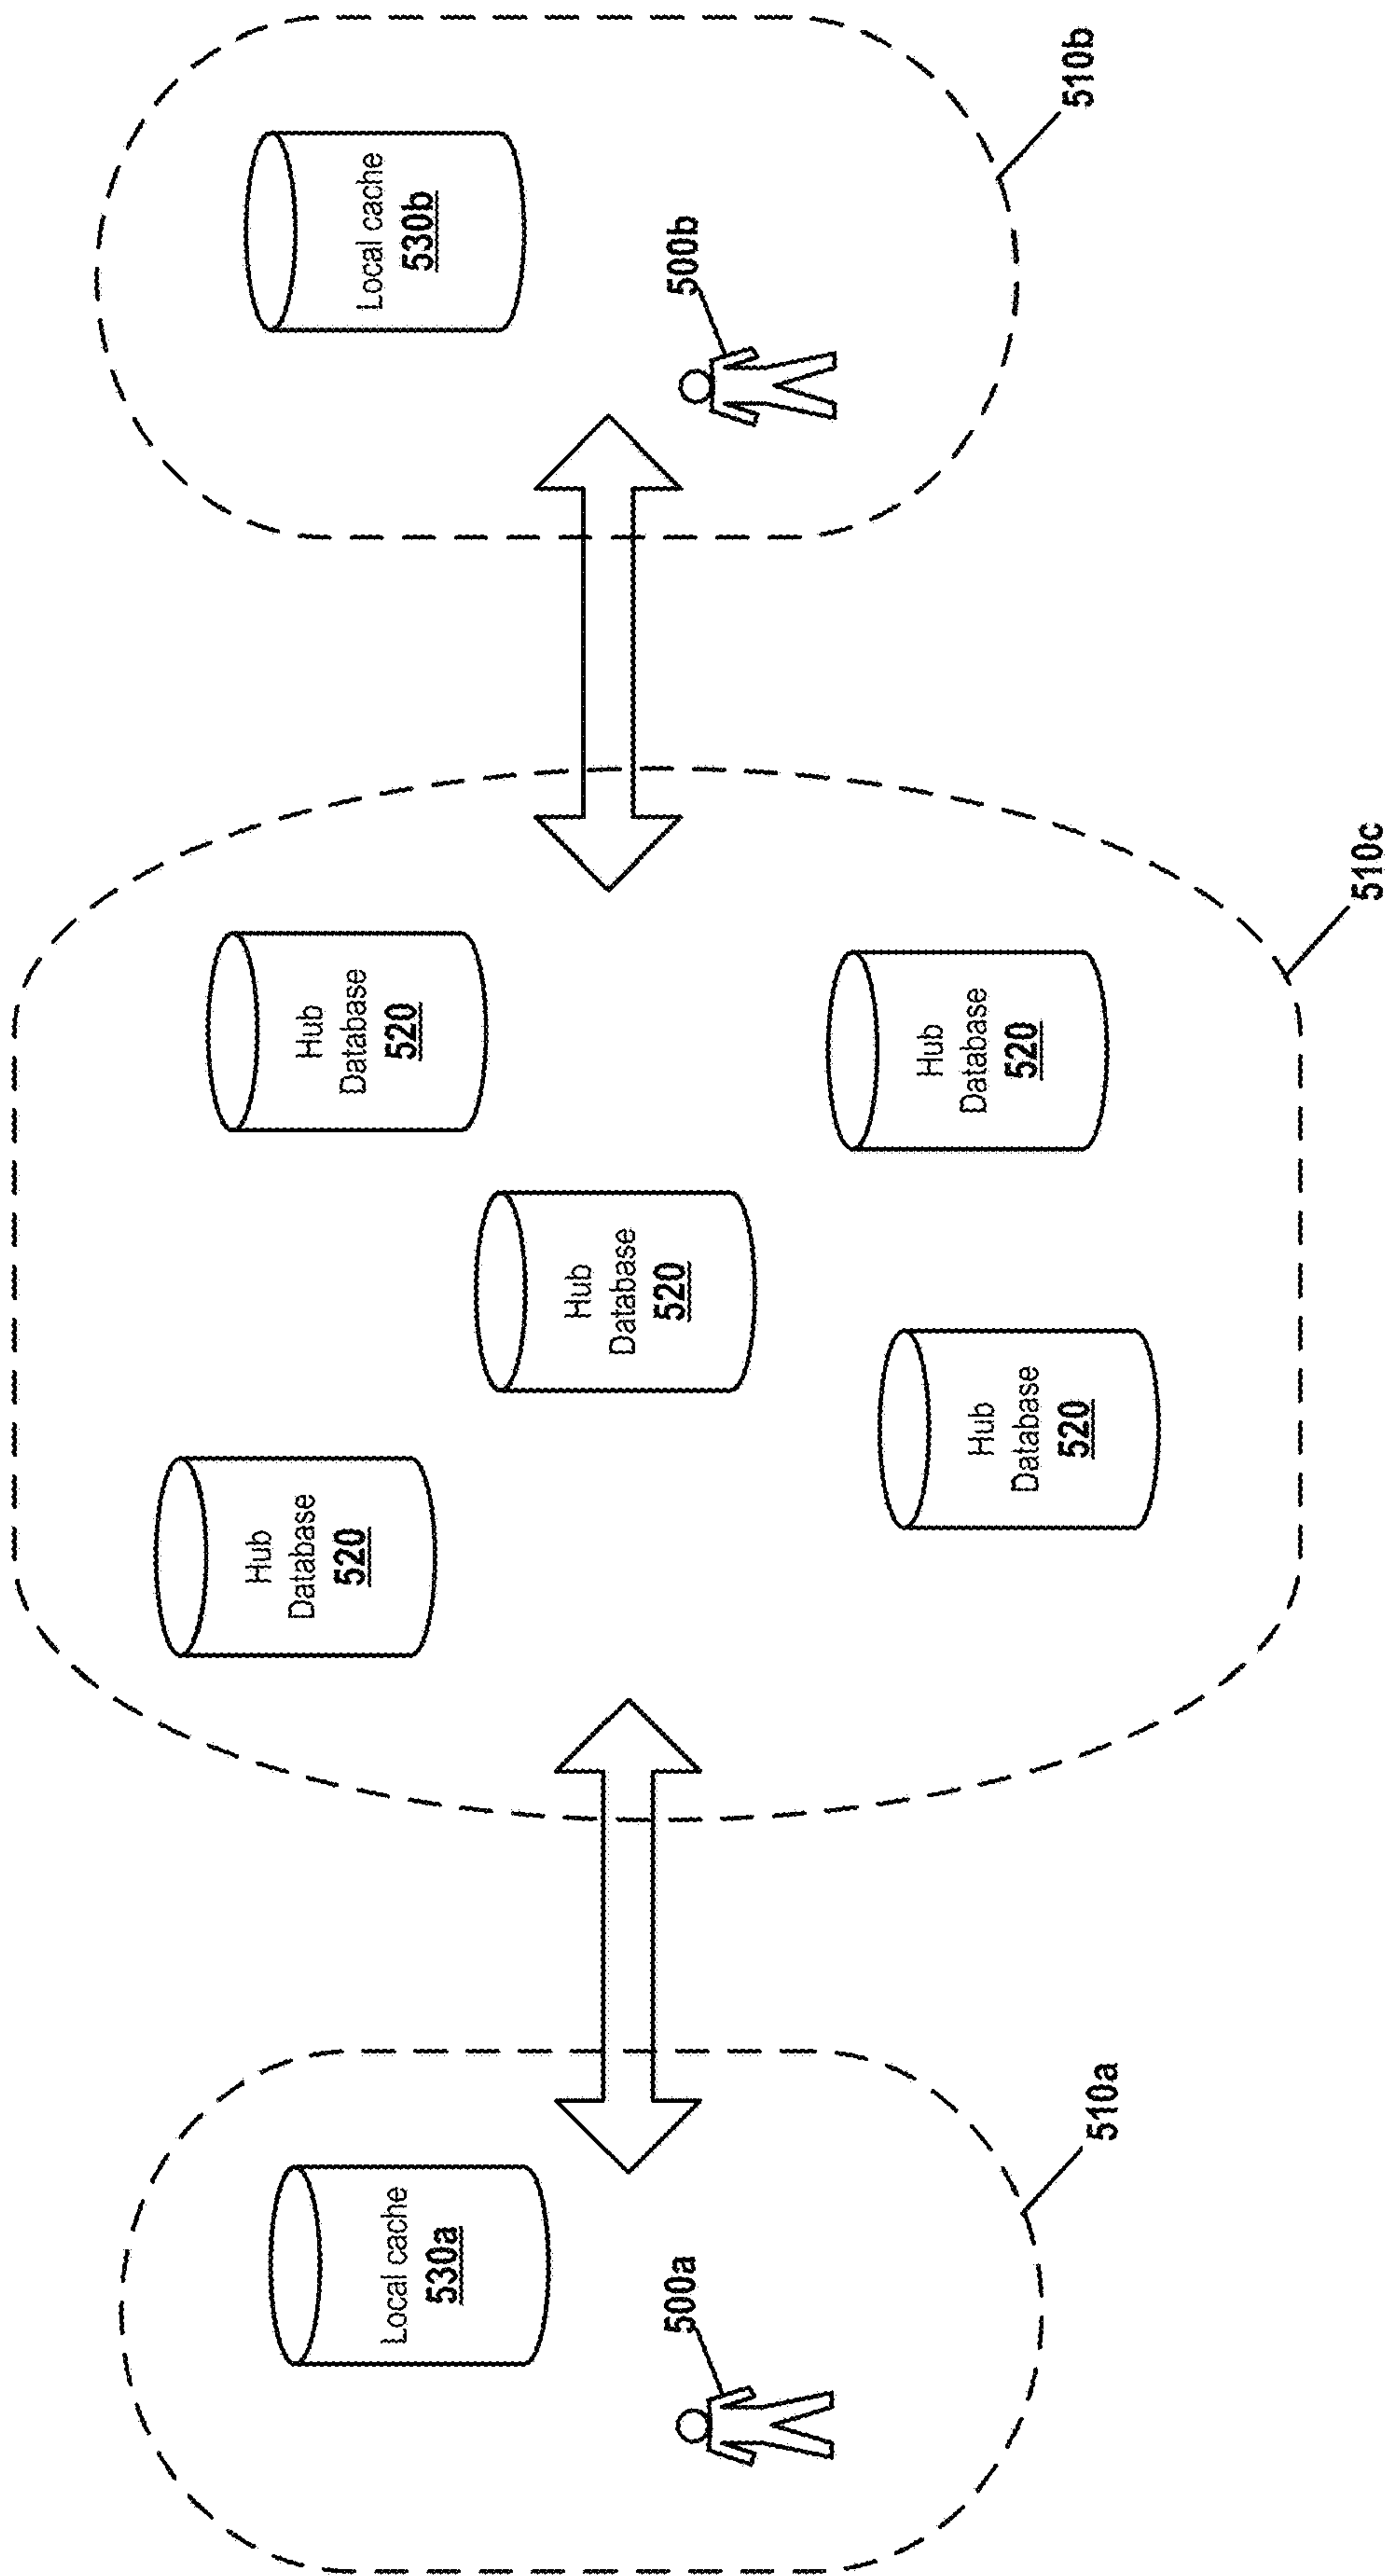 Local cache
530a
500a
510a
Hub
Database
520
Hub
Database
520
Hub
Database
520
Hub
Database
520
Hub
Database
520
510c
Local cache
530b
500b
510b